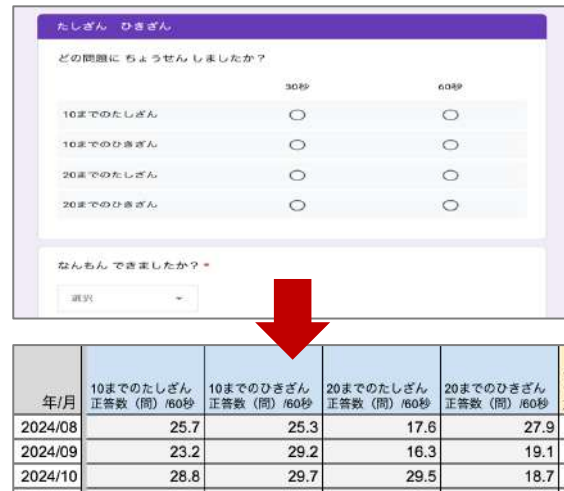 たしざん ひきざん
どの問題に ちょうせん しましたか？
30秒 60秒
10までのたしざん
10までのひきざん
20までのたしざん
20までのひきざん
なんもん できましたか？*
選択
年/月 10までのたしざん 正答数（問）/60秒 10までのひきざん 正答数（問）/60秒 20までのたしざん 正答数（問）/60秒 20までのひきざん 正答数（問）/60秒
2024/08 25.7 25.3 17.6 27.9
2024/09 23.2 29.2 16.3 19.1
2024/10 28.8 29.7 29.5 18.7